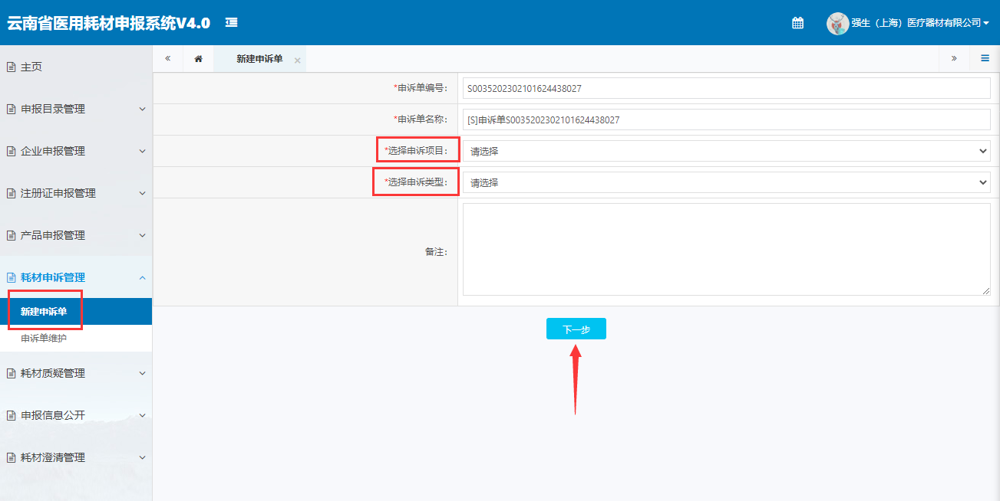 云南省医用耗材申报系统V4.0
强生（上海）医疗器材有限公司
主页
申报目录管理
企业申报管理
注册证申报管理
产品申报管理
耗材申诉管理
新建申诉单
申诉单维护
耗材质疑管理
申报信息公开
耗材澄清管理
新建申诉单
*申诉单编号： S0035202302101624438027
*申诉单名称： [S]申诉单S0035202302101624438027
*选择申诉项目： 请选择
*选择申诉类型： 请选择
备注：
下一步